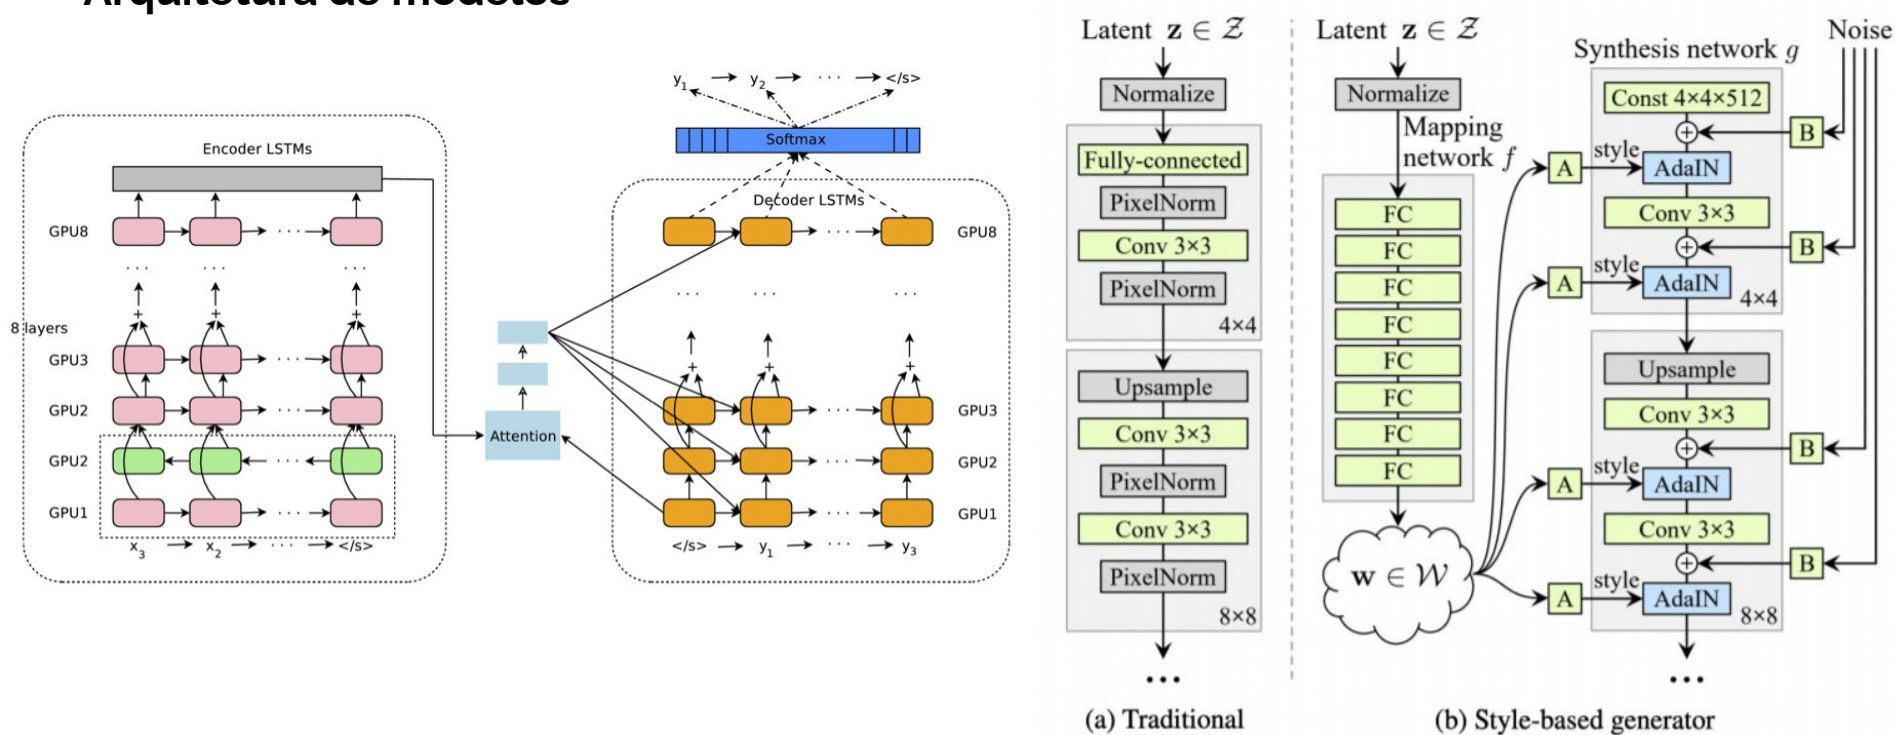 Arquitetura de modelos
Encoder LSTMs
GPU8
8 layers
GPU3
GPU2
GPU2
GPU1
x3
x2
</s>
Attention
y1
y2
</s>
Softmax
Decoder LSTMs
GPU8
GPU3
GPU2
GPU1
</s>
y1
y3
Latent z ∈ Z
Normalize
Fully-connected
PixelNorm
Conv 3×3
PixelNorm
4×4
Upsample
Conv 3×3
PixelNorm
Conv 3×3
PixelNorm
8×8
(a) Traditional
Latent z ∈ Z
Normalize
Mapping
network f
FC
FC
FC
FC
FC
FC
FC
FC
w ∈ W
Synthesis network g
Noise
Const 4×4×512
B
A
style
AdaIN
Conv 3×3
B
A
style
AdaIN
4×4
Upsample
Conv 3×3
B
A
style
AdaIN
Conv 3×3
B
A
style
AdaIN
8×8
(b) Style-based generator